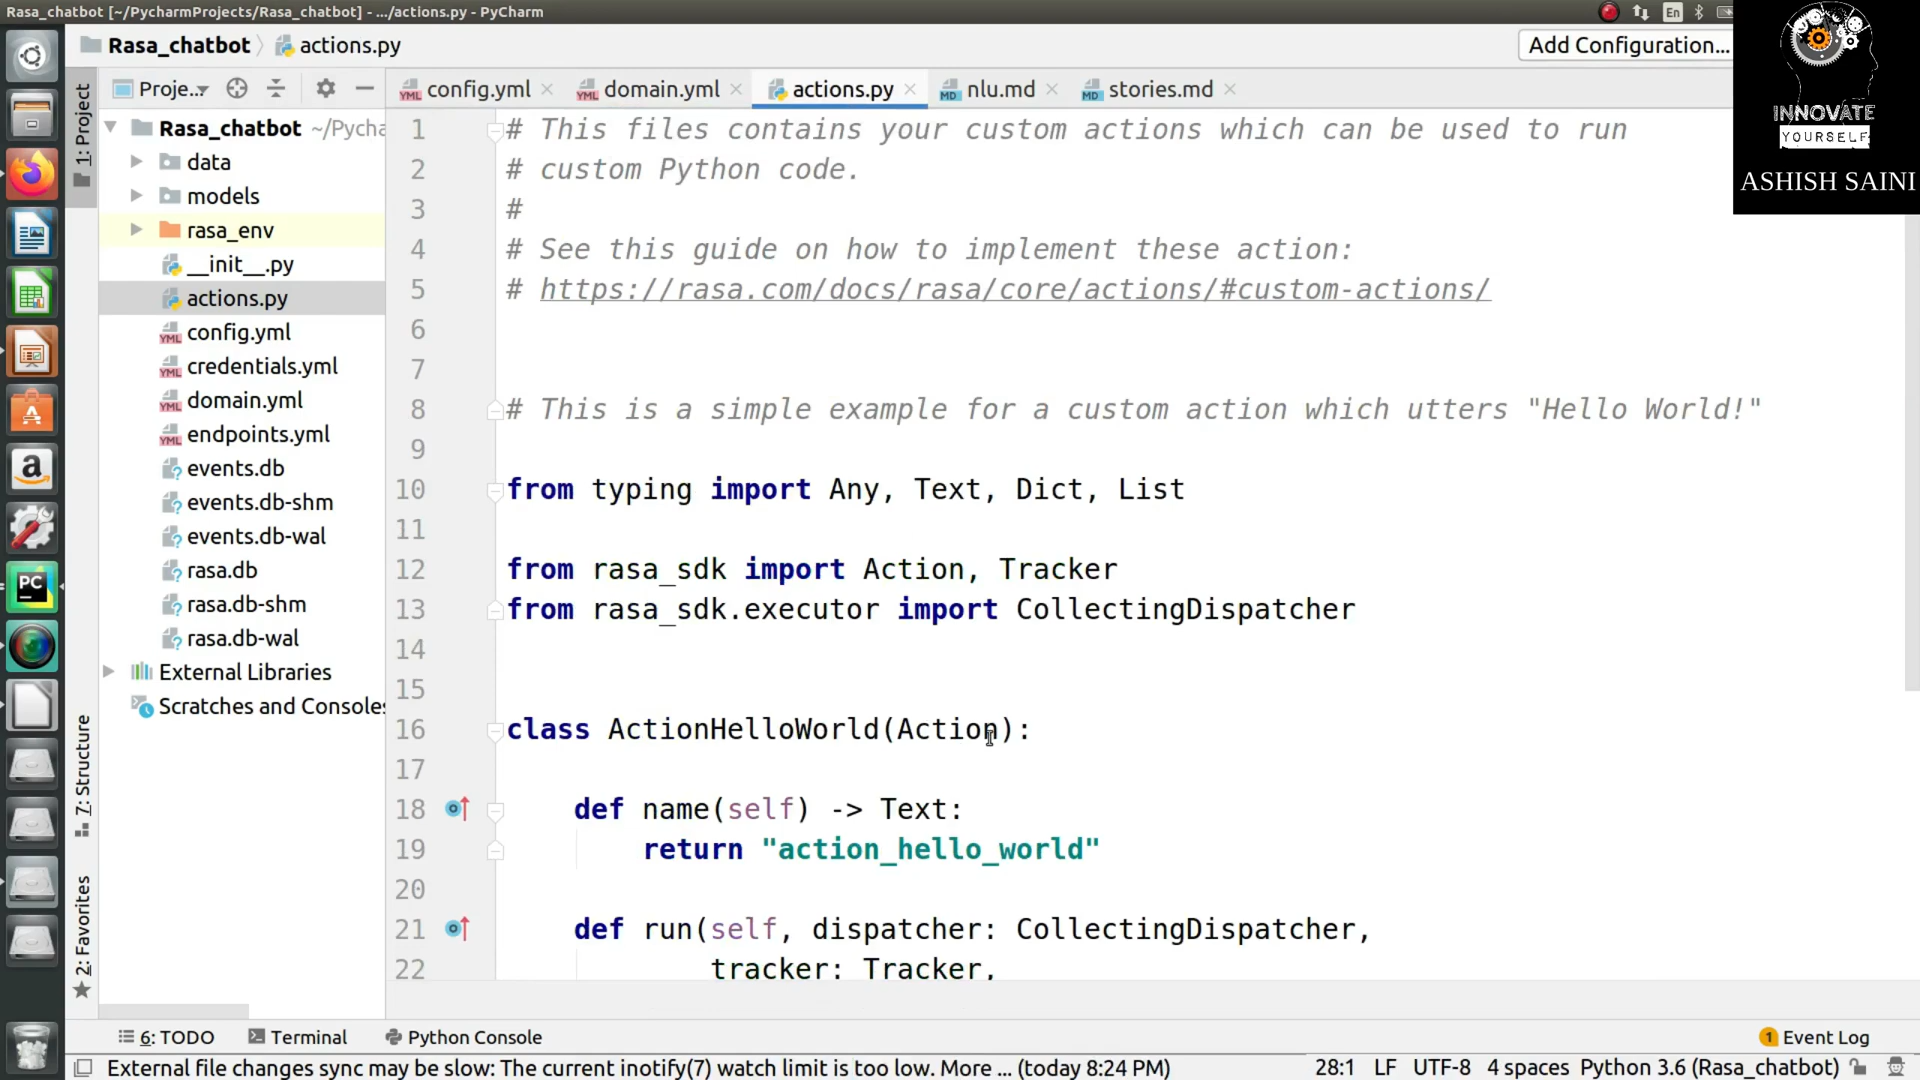 Rasa_chatbot [~/PycharmProjects/Rasa_chatbot] - .../actions.py - PyCharm
En
Rasa_chatbot
actions.py
Add Configuration...
INNOVATE
YOURSELF
ASHISH SAINI
1: Project
7: Structure
2: Favorites
Proje..
Rasa_chatbot ~/Pycha
data
models
rasa_env
__init__.py
actions.py
config.yml
credentials.yml
domain.yml
endpoints.yml
events.db
events.db-shm
events.db-wal
rasa.db
rasa.db-shm
rasa.db-wal
External Libraries
Scratches and Consoles
config.yml
domain.yml
actions.py
nlu.md
stories.md
1 # This files contains your custom actions which can be used to run
2 # custom Python code.
3 #
4 # See this guide on how to implement these action:
5 # https://rasa.com/docs/rasa/core/actions/#custom-actions/
6
7
8 # This is a simple example for a custom action which utters "Hello World!"
9
10 from typing import Any, Text, Dict, List
11
12 from rasa_sdk import Action, Tracker
13 from rasa_sdk.executor import CollectingDispatcher
14
15
16 class ActionHelloWorld(Action):
17
18 def name(self) -> Text:
19 return "action_hello_world"
20
21 def run(self, dispatcher: CollectingDispatcher,
22 tracker: Tracker,
6: TODO
Terminal
Python Console
1 Event Log
External file changes sync may be slow: The current inotify(7) watch limit is too low. More ... (today 8:24 PM)
28:1 LF UTF-8 4 spaces Python 3.6 (Rasa_chatbot)